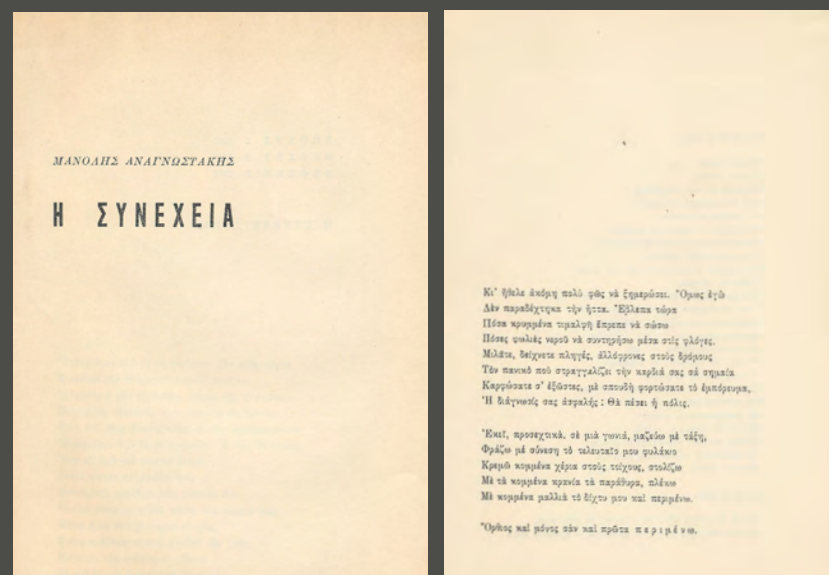 ΜΑΝΟΛΗΣ ΑΝΑΓΝΩΣΤΑΚΗΣ
Η ΣΥΝΕΧΕΙΑ
Κι' ἤθελε ἀκόμη πολὺ φῶς νὰ ξημερώσει. Ὅμως ἐγὼ
Δὲν παραδέχτηκα τὴν ἥττα. Ἔβλεπα τώρα
Πόσα κρυμμένα τιμαλφῆ ἔπρεπε νὰ σώσω
Πόσες φωλιὲς νεροῦ νὰ συντηρήσω μέσα στὶς φλόγες.
Μιλᾶτε, δείχνετε πληγές, ἀλλόφρονες στοὺς δρόμους
Τὸν πανικὸ ποὺ στραγγαλίζει τὴν καρδιά σας σὰ σημαία
Καρφώσατε σ' ἐξῶστες, μὲ σπουδὴ φορτώσατε τὸ ἐμπόρευμα,
Ἡ διάγνωσίς σας ἀσφαλής : Θὰ πέσει ἡ πόλις.
Ἐκεῖ, προσεχτικά, σὲ μιὰ γωνιά, μαζεύω μὲ τάξη,
Φράζω μὲ σύνεση τὸ τελευταῖο μου φυλάκιο
Κρεμῶ κομμένα χέρια στοὺς τοίχους, στολίζω
Μὲ τὰ κομμένα κρανία τὰ παράθυρα, πλέκω
Μὲ κομμένα μαλλιὰ τὸ δίχτυ μου καὶ περιμένω.
Ὄρθιος καὶ μόνος σὰν καὶ πρῶτα π ε ρ ι μ έ ν ω.